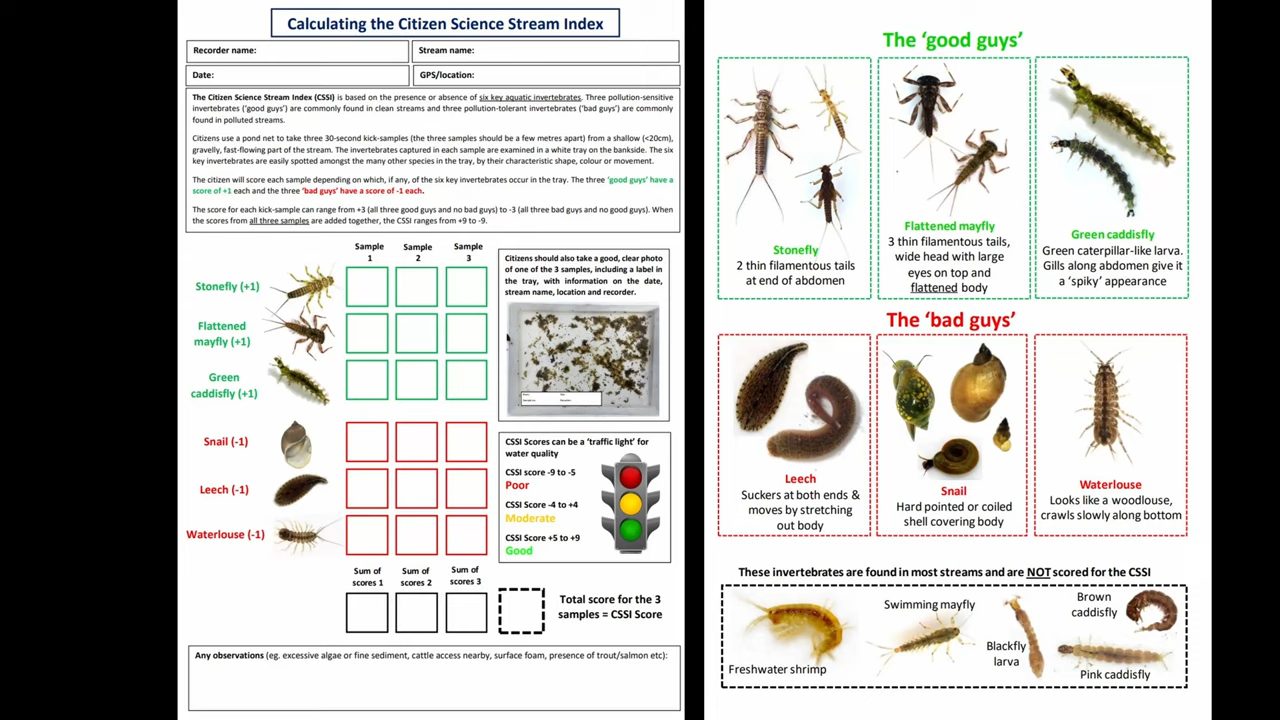 Calculating the Citizen Science Stream Index
Recorder name:
Stream name:
Date:
GPS/location:
The Citizen Science Stream Index (CSSI) is based on the presence or absence of six key aquatic invertebrates. Three pollution-sensitive
invertebrates ('good guys') are commonly found in clean streams and three pollution-tolerant invertebrates ('bad guys') are commonly
found in polluted streams.
Citizens use a pond net to take three 30-second kick-samples (the three samples should be a few metres apart) from a shallow (<20cm),
gravelly, fast-flowing part of the stream. The invertebrates captured in each sample are examined in a white tray on the bankside. The six
key invertebrates are easily spotted amongst the many other species in the tray, by their characteristic shape, colour or movement.
The citizen will score each sample depending on which, if any, of the six key invertebrates occur in the tray. The three 'good guys' have a
score of +1 each and the three 'bad guys' have a score of -1 each.
The score for each kick-sample can range from +3 (all three good guys and no bad guys) to -3 (all three bad guys and no good guys). When
the scores from all three samples are added together, the CSSI ranges from +9 to -9.
Sample
1
Sample
2
Sample
3
Stonefly (+1)
Flattened
mayfly (+1)
Green
caddisfly (+1)
Snail (-1)
Leech (-1)
Waterlouse (-1)
Sum of
scores 1
Sum of
scores 2
Sum of
scores 3
Total score for the 3
samples = CSSI Score
Citizens should also take a good, clear photo
of one of the 3 samples, including a label in
the tray, with information on the date,
stream name, location and recorder.
CSSI Scores can be a 'traffic light' for
water quality
CSSI score -9 to -5
Poor
CSSI Score -4 to +4
Moderate
CSSI Score +5 to +9
Good
Any observations (eg. excessive algae or fine sediment, cattle access nearby, surface foam, presence of trout/salmon etc):
The 'good guys'
Stonefly
2 thin filamentous tails
at end of abdomen
Flattened mayfly
3 thin filamentous tails,
wide head with large
eyes on top and
flattened body
Green caddisfly
Green caterpillar-like larva.
Gills along abdomen give it
a 'spiky' appearance
The 'bad guys'
Leech
Suckers at both ends &
moves by stretching
out body
Snail
Hard pointed or coiled
shell covering body
Waterlouse
Looks like a woodlouse,
crawls slowly along bottom
These invertebrates are found in most streams and are NOT scored for the CSSI
Freshwater shrimp
Swimming mayfly
Blackfly
larva
Brown
caddisfly
Pink caddisfly